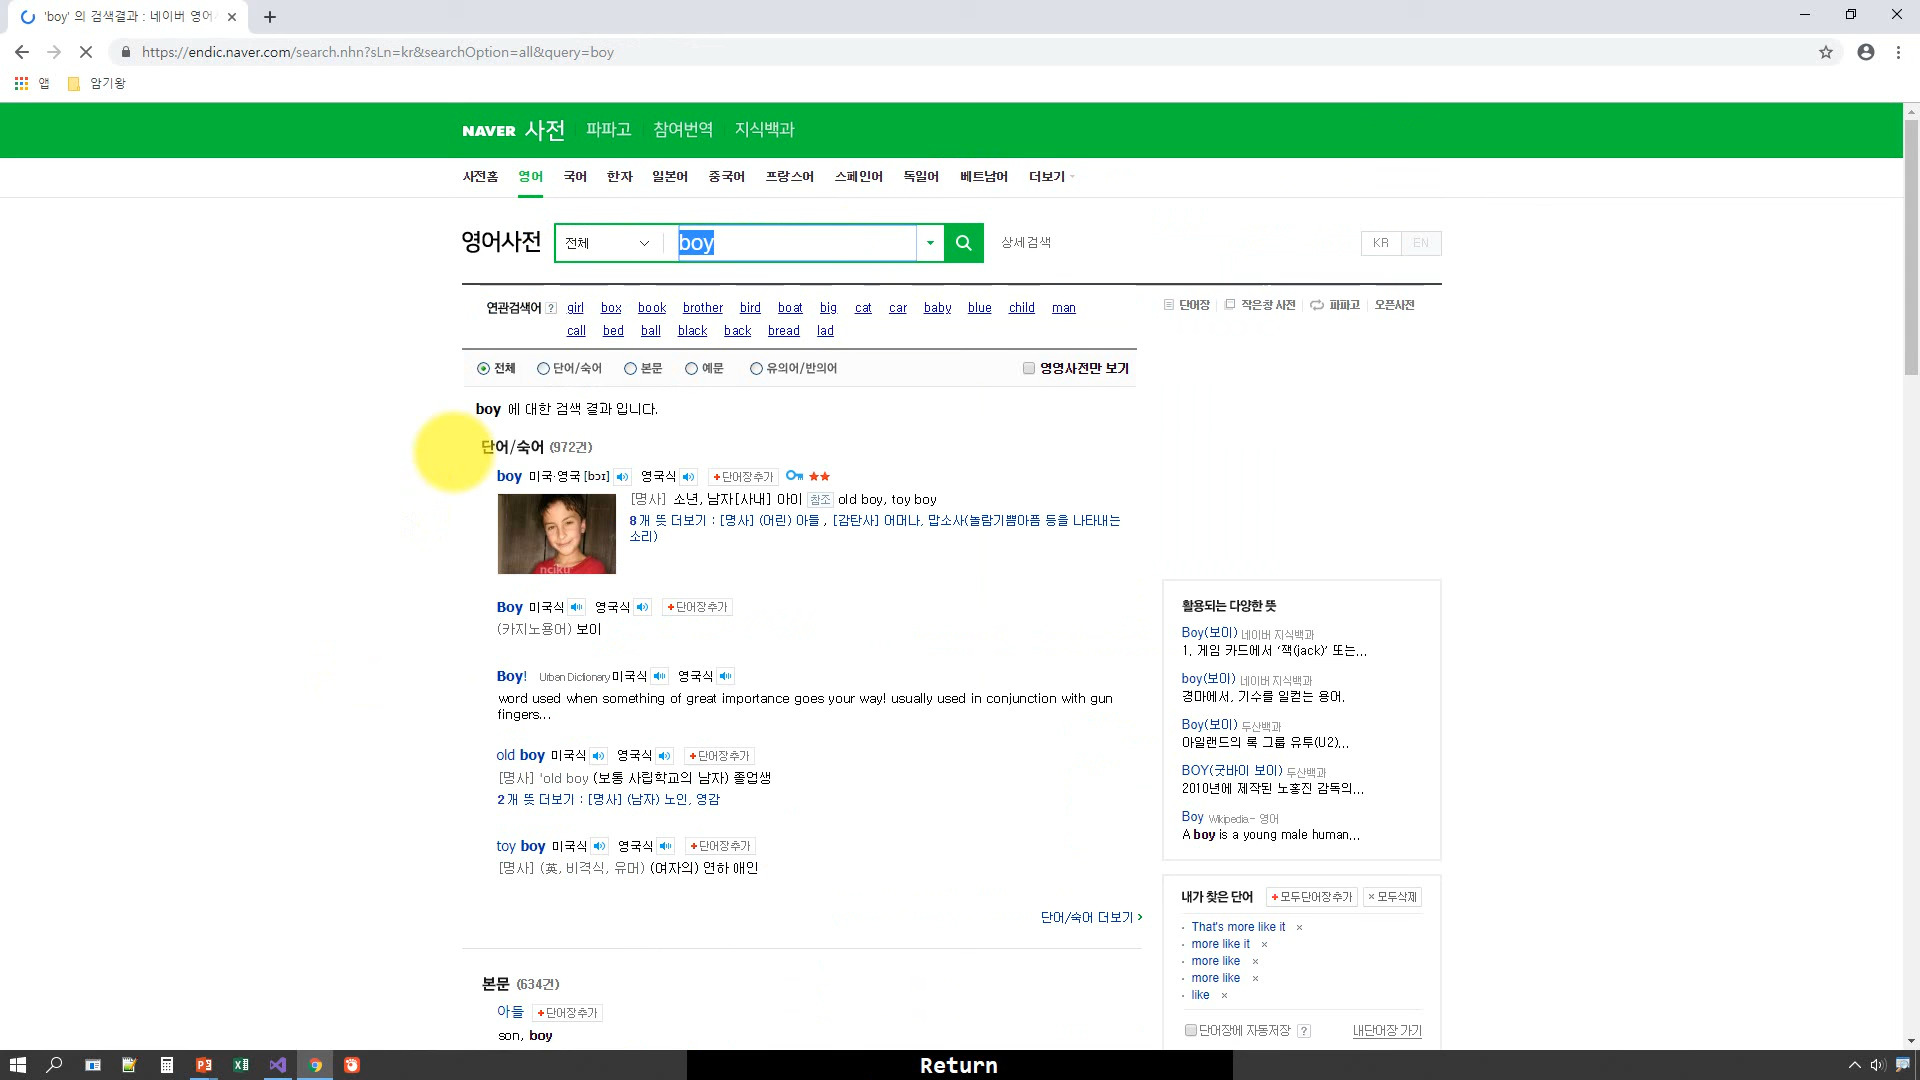 'boy' 의 검색결과 : 네이버 영어
https://endic.naver.com/search.nhn?sLn=kr&searchOption=all&query=boy
앱 암기왕
NAVER 사전 파파고 참여번역 지식백과
사전홈 영어 국어 한자 일본어 중국어 프랑스어 스페인어 독일어 베트남어 더보기
영어사전 전체 boy 상세검색 KR EN
연관검색어 ? girl box book brother bird boat big cat car baby blue child man
call bed ball black back bread lad
단어장 작은창 사전 파파고 오픈사전
전체 단어/숙어 본문 예문 유의어/반의어 영영사전만 보기
boy 에 대한 검색 결과 입니다.
단어/숙어 (972건)
boy 미국·영국 [bɔɪ] 영국식 +단어장추가 ★★
[명사] 소년, 남자[사내] 아이 참조 old boy, toy boy
8개 뜻 더보기 : [명사] (어린) 아들 , [감탄사] 어머나, 맙소사(놀람기쁨아픔 등을 나타내는
소리)
nciku
Boy 미국식 영국식 +단어장추가
(카지노용어) 보이
Boy! Urban Dictionary 미국식 영국식
word used when something of great importance goes your way! usually used in conjunction with gun
fingers...
old boy 미국식 영국식 +단어장추가
[명사] 'old boy (보통 사립학교의 남자) 졸업생
2개 뜻 더보기 : [명사] (남자) 노인, 영감
toy boy 미국식 영국식 +단어장추가
[명사] (英, 비격식, 유머) (여자의) 연하 애인
단어/숙어 더보기
본문 (634건)
아들 +단어장추가
son, boy
활용되는 다양한 뜻
Boy(보이) 네이버 지식백과
1. 게임 카드에서 ‘잭(jack)’ 또는...
boy(보이) 네이버 지식백과
경마에서, 기수를 일컫는 용어.
Boy(보이) 두산백과
아일랜드의 록 그룹 유투(U2)...
BOY(굿바이 보이) 두산백과
2010년에 제작된 노홍진 감독의...
Boy Wikipedia - 영어
A boy is a young male human...
내가 찾은 단어 +모두단어장추가 ×모두삭제
That's more like it ×
more like it ×
more like ×
more like ×
like ×
단어장에 자동저장 ? 내단어장 가기
Return